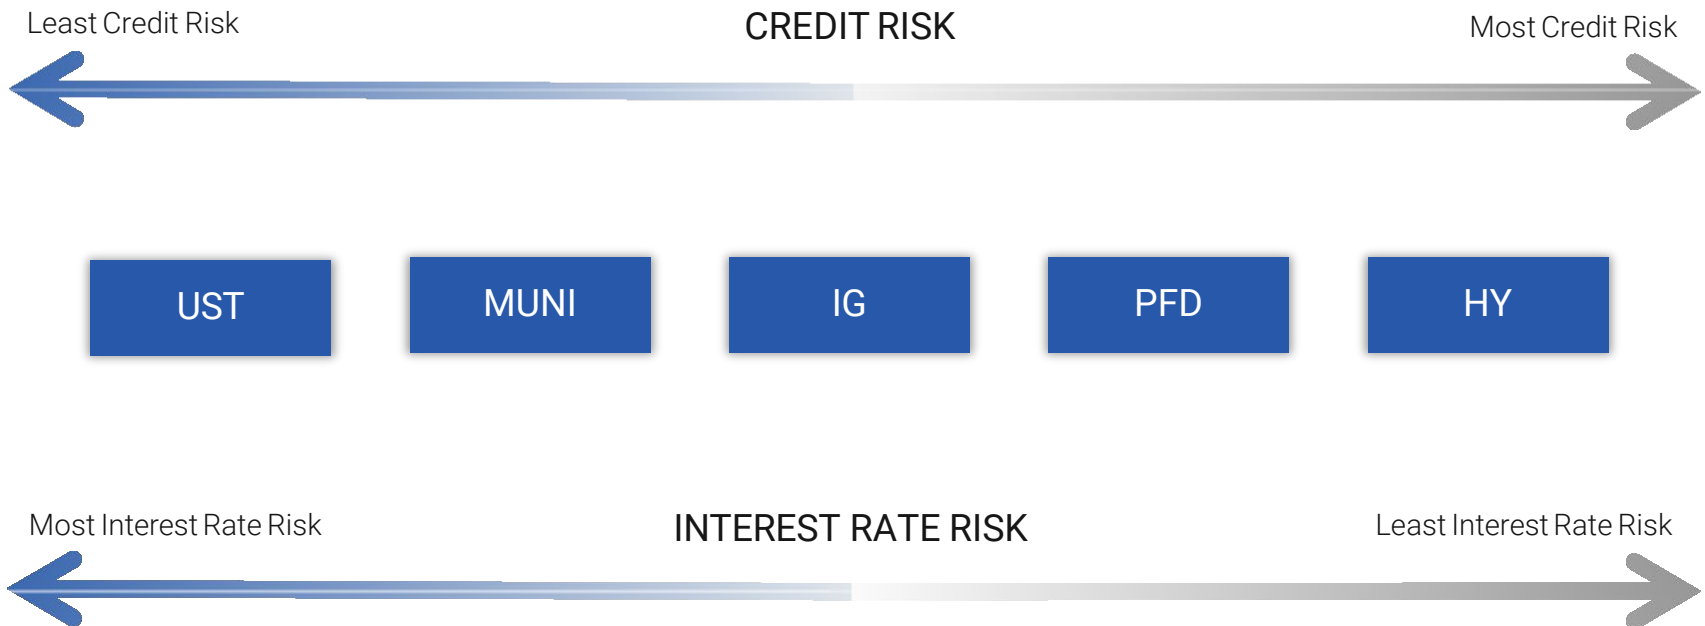 Least Credit Risk
CREDIT RISK
Most Credit Risk
UST
MUNI
IG
PFD
HY
Most Interest Rate Risk
INTEREST RATE RISK
Least Interest Rate Risk